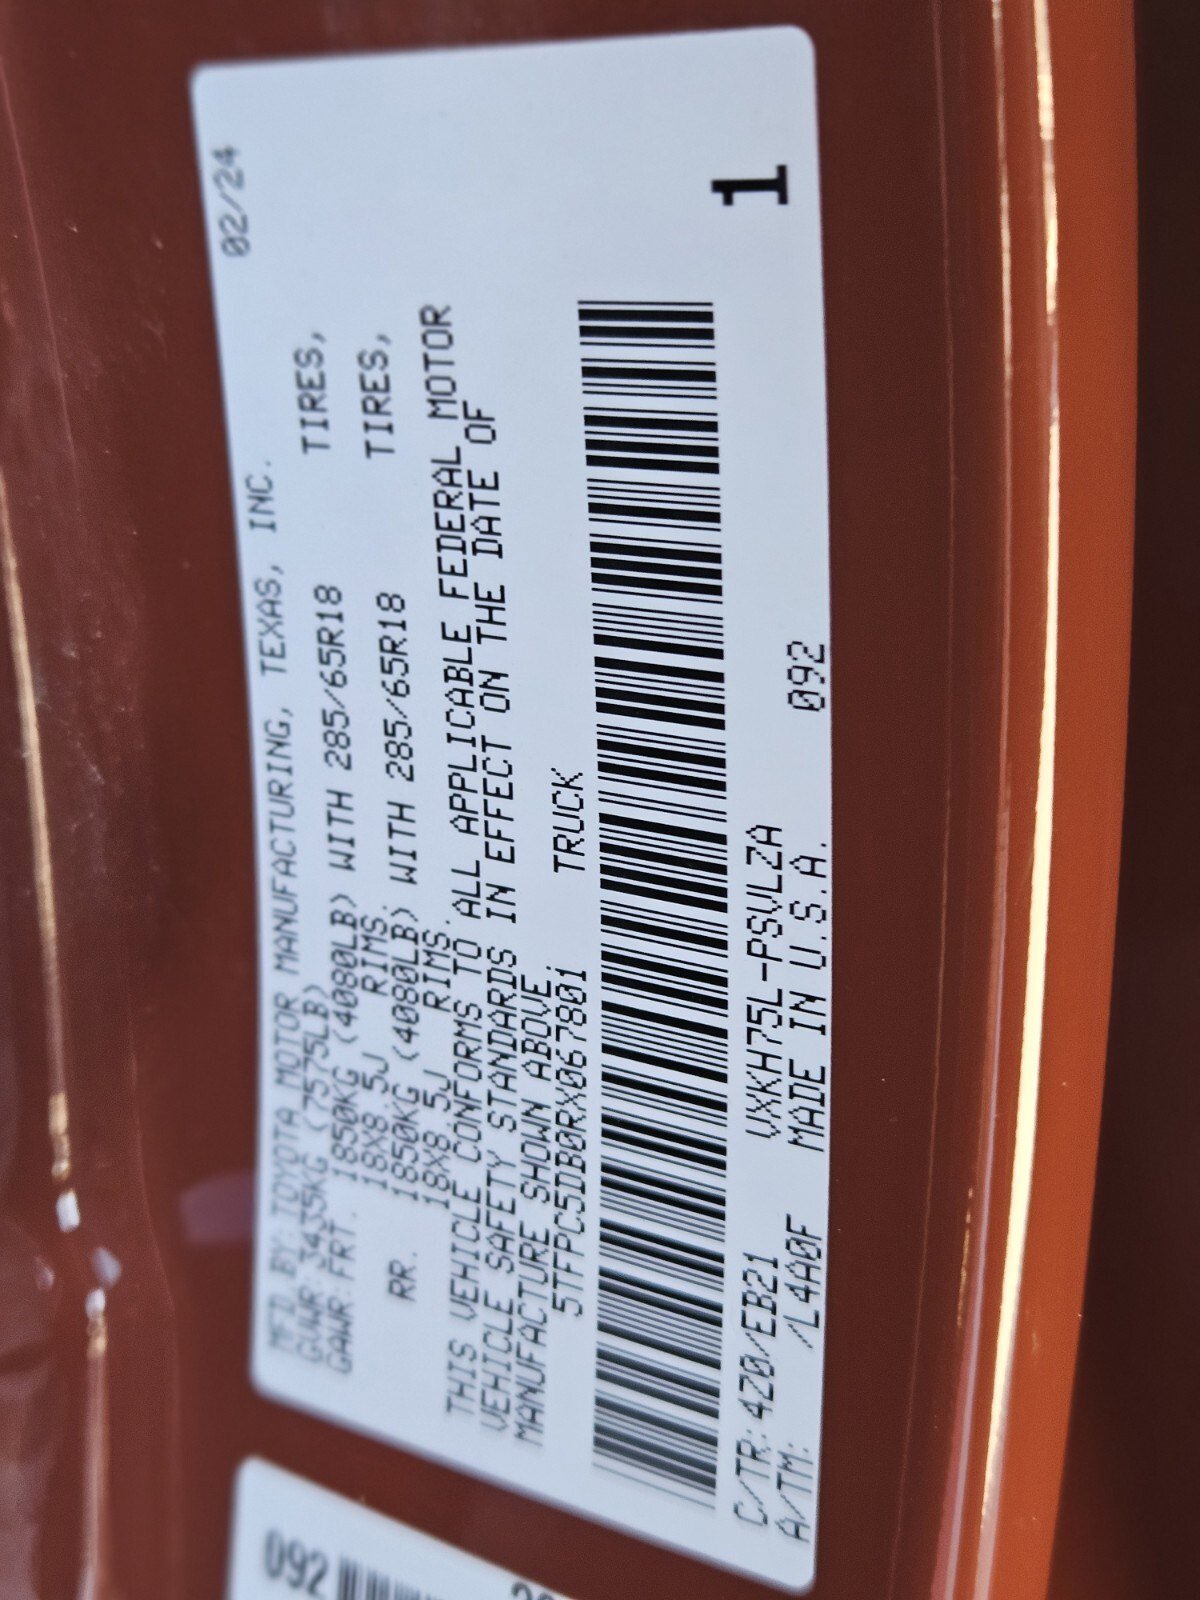 02/24
MFD BY:TOYOTA MOTOR MANUFACTURING, TEXAS, INC.
GVWR:3435KG (7575LB)
GAWR:FRT. 1850KG (4080LB) WITH 285/65R18 TIRES,
18X8.5J RIMS.
RR. 1850KG (4080LB) WITH 285/65R18 TIRES,
18X8.5J RIMS.
THIS VEHICLE CONFORMS TO ALL APPLICABLE FEDERAL MOTOR
VEHICLE SAFETY STANDARDS IN EFFECT ON THE DATE OF
MANUFACTURE SHOWN ABOVE.
5TFPC5DB0RX067801 TRUCK
1
C/TR:4Z0/EB21 VXKH75L-PSVLZA
A/TM: /L4A0F MADE IN U.S.A. 092
092